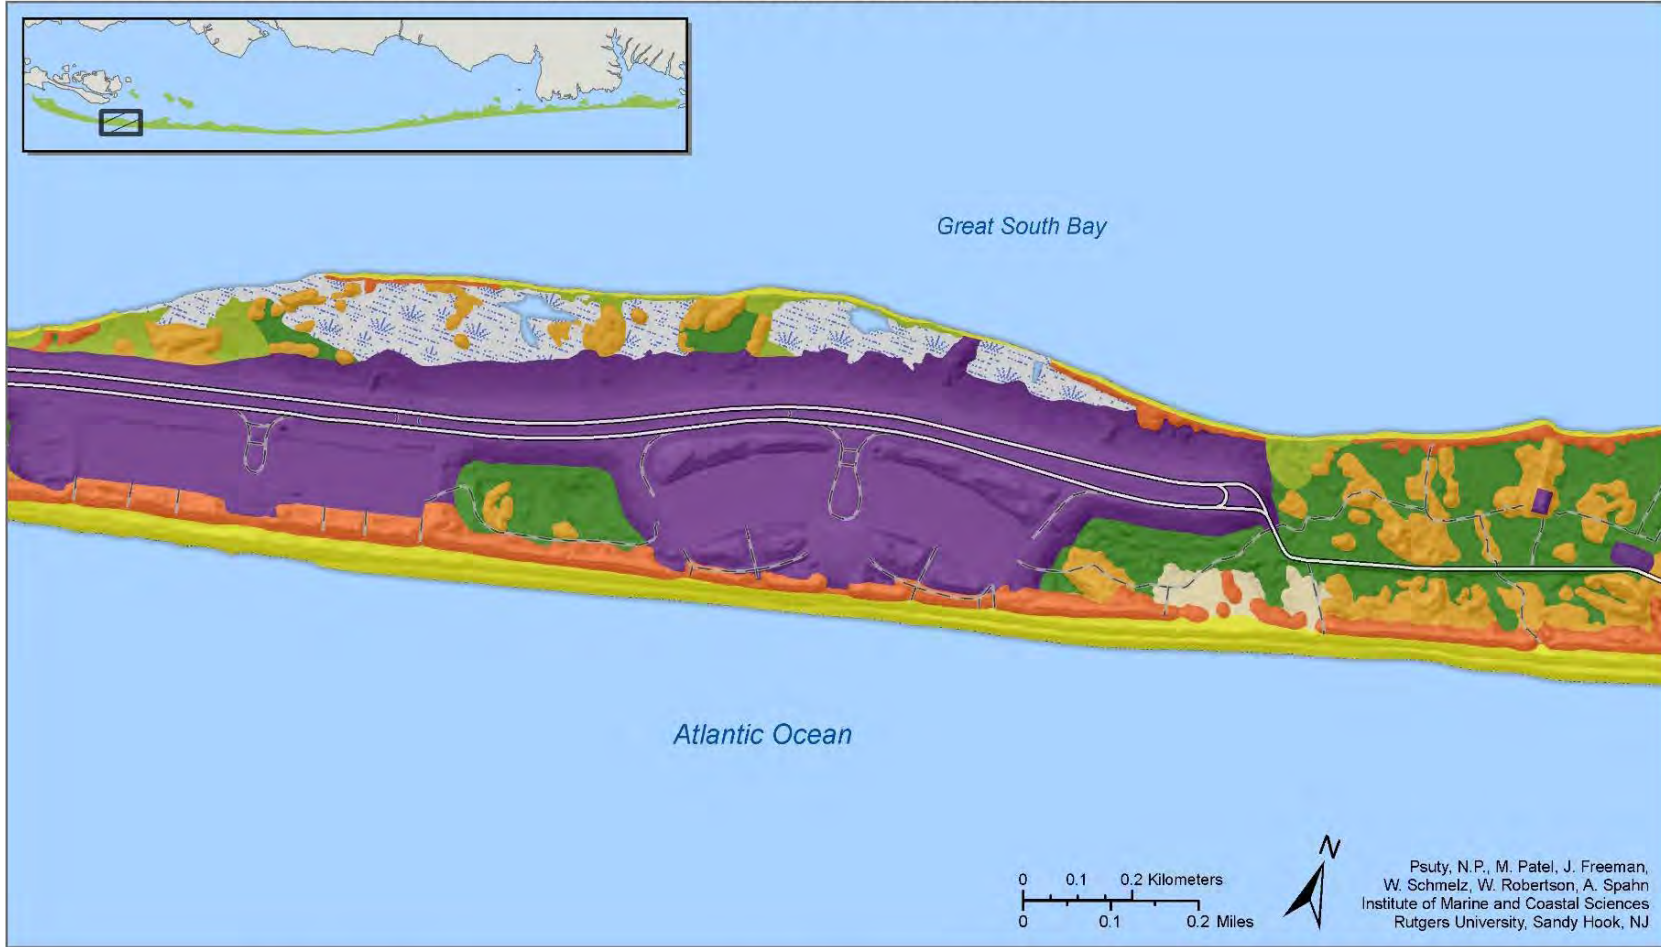 Great South Bay
Atlantic Ocean
N
0 0.1 0.2 Kilometers
0 0.1 0.2 Miles
Psuty, N.P., M. Patel, J. Freeman,
W. Schmelz, W. Robertson, A. Spahn
Institute of Marine and Coastal Sciences
Rutgers University, Sandy Hook, NJ